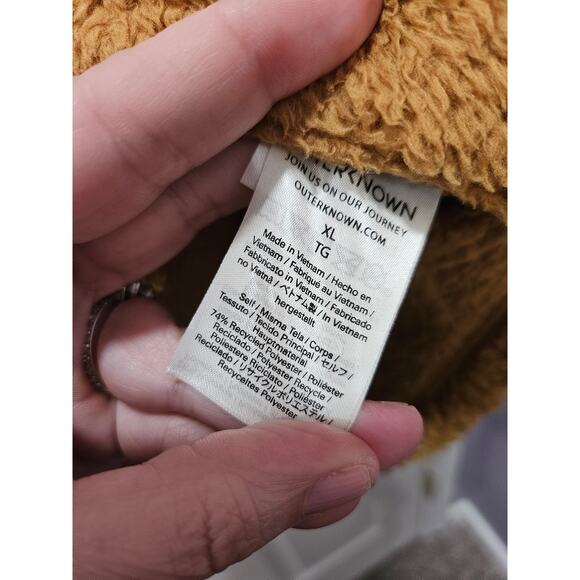 OUTERKNOWN
JOIN US ON OUR JOURNEY
OUTERKNOWN.COM
XL
TG
Made in Vietnam / Hecho en
Vietnam / Fabriqué au Vietnam /
Fabbricato in Vietnam / Fabricado
no Vietnã / ベトナム製 / In Vietnam
hergestellt
Self / Misma Tela / Corps /
Tessuto / Tecido Principal / セルフ /
Hauptmaterial
74% Recycled Polyester / Poliéster
Reciclado / Polyester Recycle /
Poliestere Riciclato / Poliéster
Reciclado / リサイクルポリエステル /
Recyceltes Polyester